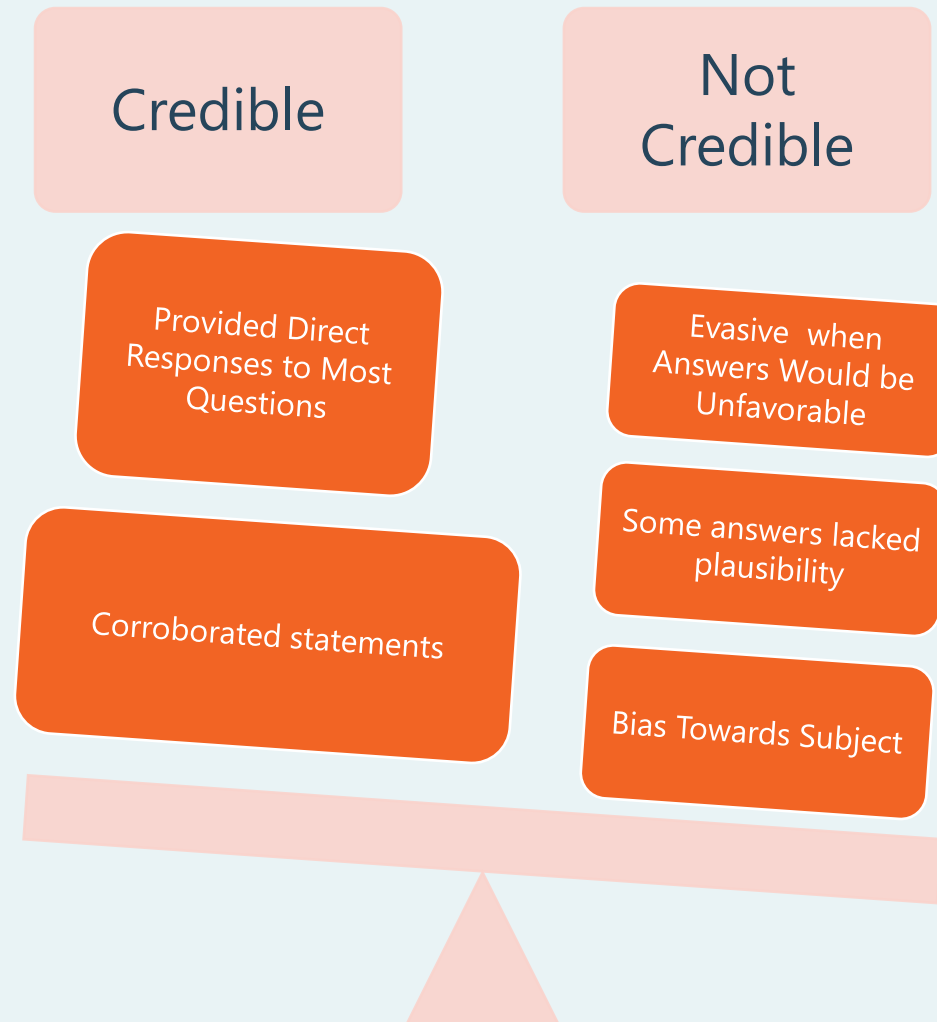 Credible
Not
Credible
Provided Direct
Responses to Most
Questions
Corroborated statements
Evasive  when
Answers Would be
Unfavorable
Some answers lacked
plausibility
Bias Towards Subject